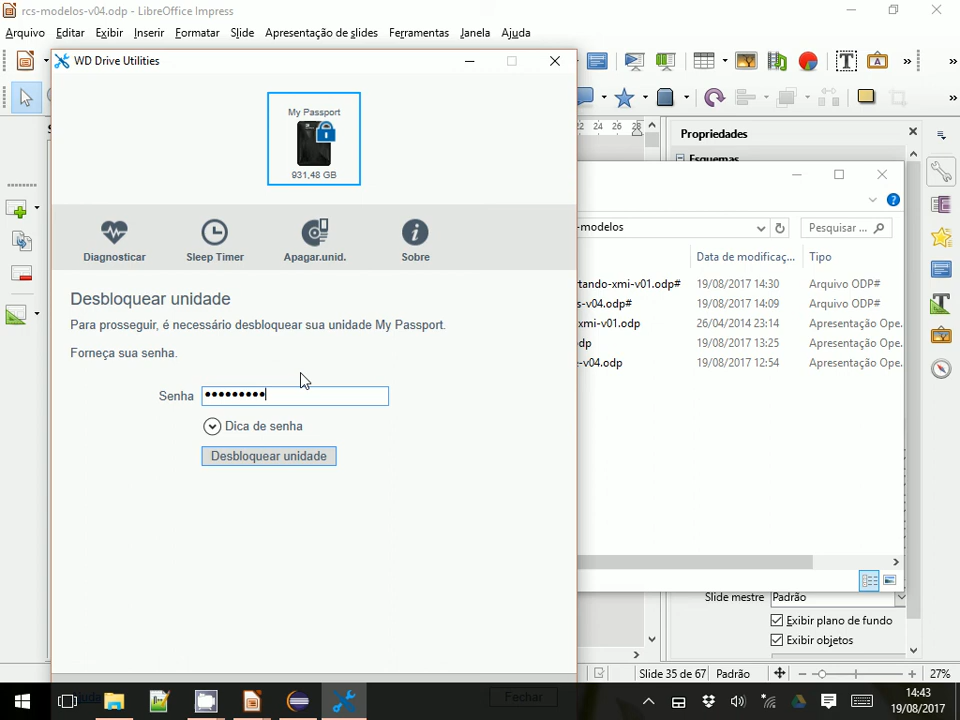 rcs-modelos-v04.odp - LibreOffice Impress
Arquivo Editar Exibir Inserir Formatar Slide Apresentação de slides Ferramentas Janela Ajuda
WD Drive Utilities
My Passport
931,48 GB
Diagnosticar Sleep Timer Apagar.unid. Sobre
Desbloquear unidade
Para prosseguir, é necessário desbloquear sua unidade My Passport.
Forneça sua senha.
Senha •••••••••
Dica de senha
Desbloquear unidade
Fechar
22 24 26 28
Propriedades
Esquemas
-modelos
Pesquisar ...
Data de modificaç... Tipo
tando-xmi-v01.odp# 19/08/2017 14:30 Arquivo ODP#
s-v04.odp# 19/08/2017 14:09 Arquivo ODP#
xmi-v01.odp 26/04/2014 23:14 Apresentação Ope.
dp 19/08/2017 13:25 Apresentação Ope.
e-v04.odp 19/08/2017 12:54 Apresentação Ope.
Slide mestre Padrão
Exibir plano de fundo
Exibir objetos
Slide 35 de 67 Padrão 27%
14:43
19/08/2017